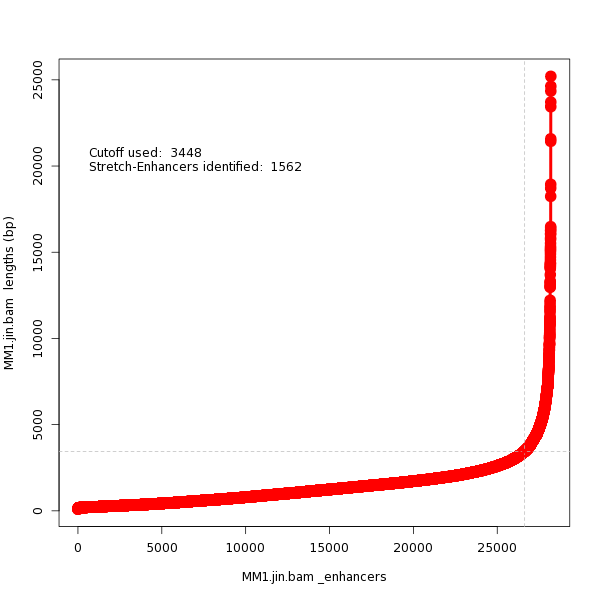 25000
20000
15000
10000
5000
0
MM1.jin.bam  lengths (bp)
Cutoff used:  3448
Stretch-Enhancers identified:  1562
0 5000 10000 15000 20000 25000
MM1.jin.bam _enhancers